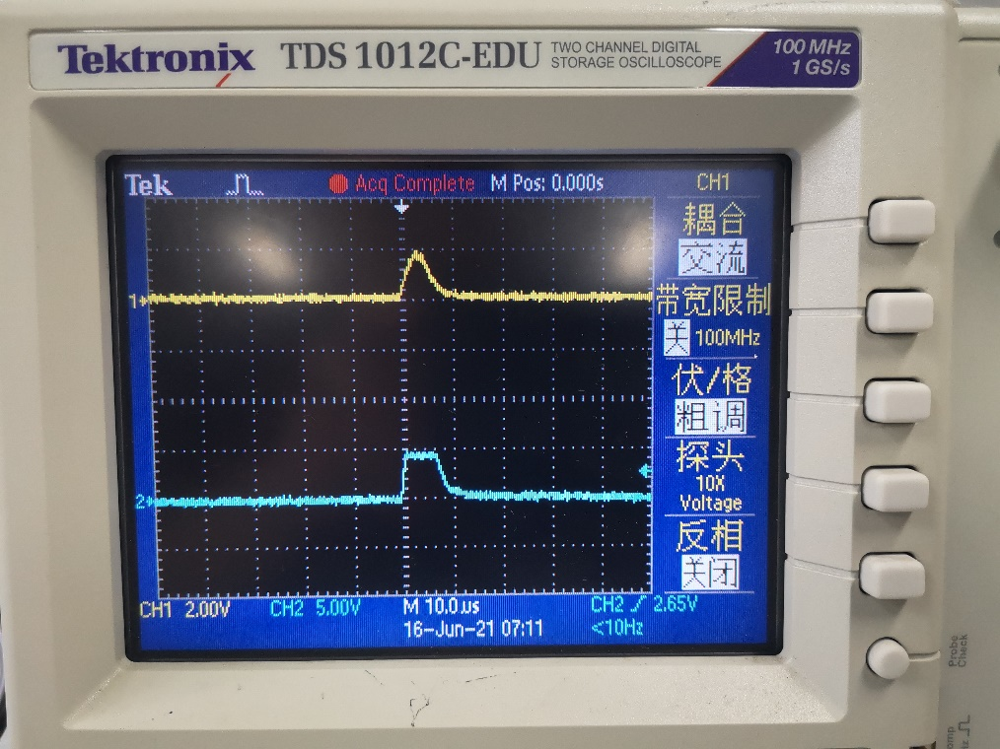 Tektronix TDS 1012C-EDU TWO CHANNEL DIGITAL STORAGE OSCILLOSCOPE
100 MHz
1 GS/s
Tek Acq Complete M Pos: 0.000s CH1
耦合
交流
带宽限制
关 100MHz
伏/格
粗调
探头
10X
Voltage
反相
关闭
1
2
CH1 2.00V CH2 5.00V M 10.0us CH2 / 2.65V
16-Jun-21 07:11 <10Hz
Probe
Check